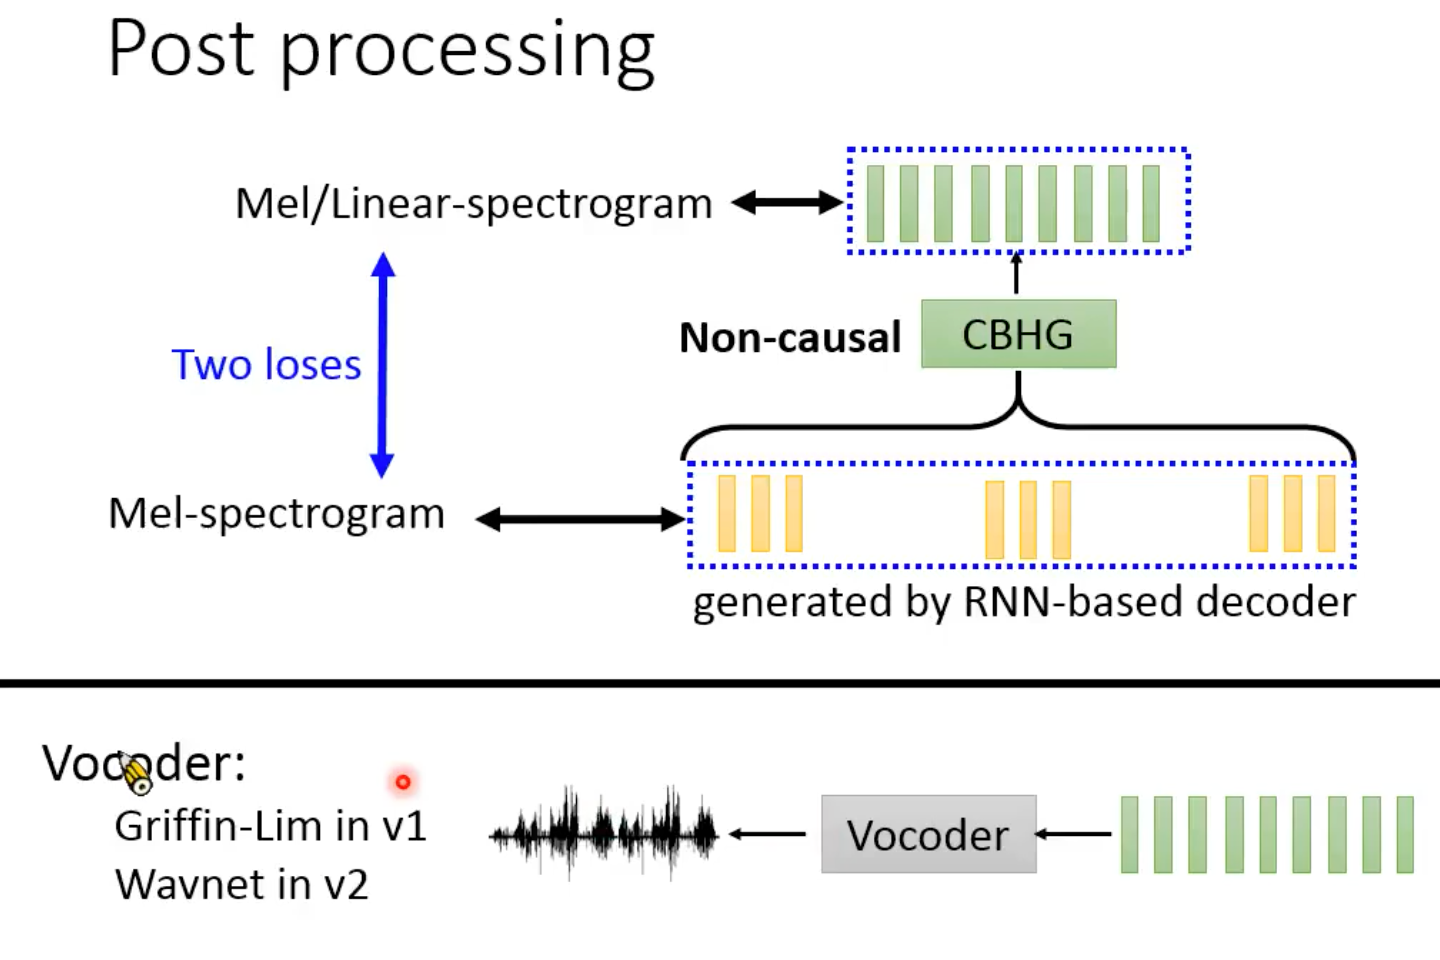 Post processing
Mel/Linear-spectrogram
Non-causal
CBHG
Two loses
Mel-spectrogram
generated by RNN-based decoder
Vocoder:
Griffin-Lim in v1
Wavnet in v2
Vocoder